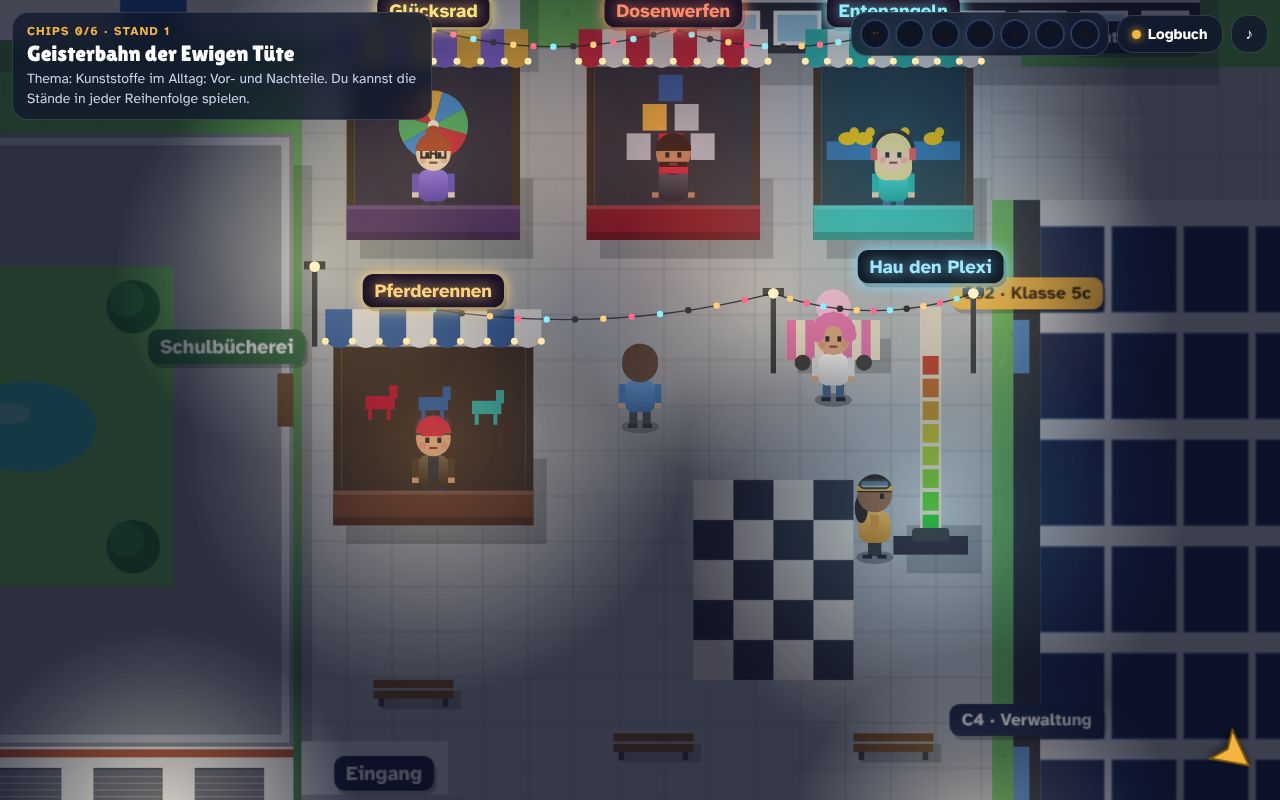 CHIPS 0/6 · STAND 1
Geisterbahn der Ewigen Tüte
Thema: Kunststoffe im Alltag: Vor- und Nachteile. Du kannst die
Stände in jeder Reihenfolge spielen.
Glücksrad
Dosenwerfen
Entenangeln
Logbuch
♪
Hau den Plexi
Pferderennen
· Klasse 5c
Schulbücherei
C4 · Verwaltung
Eingang